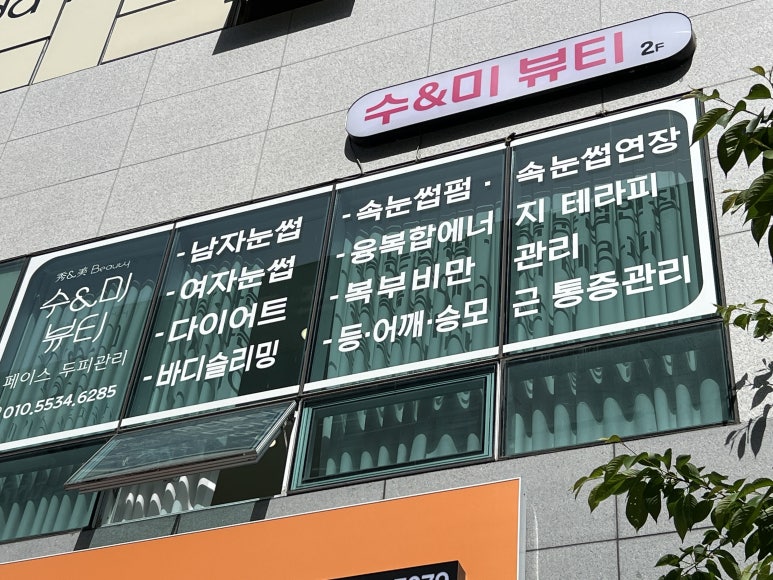 수&미 뷰티 2F
秀&美 Beauty
수&미
뷰티
페이스 두피관리
010.5534.6285
-남자눈썹
-여자눈썹
-다이어트
-바디슬리밍
-속눈썹펌 · 속눈썹연장
-융복합에너지 테라피
-복부비만 관리
-등·어깨·승모근 통증관리